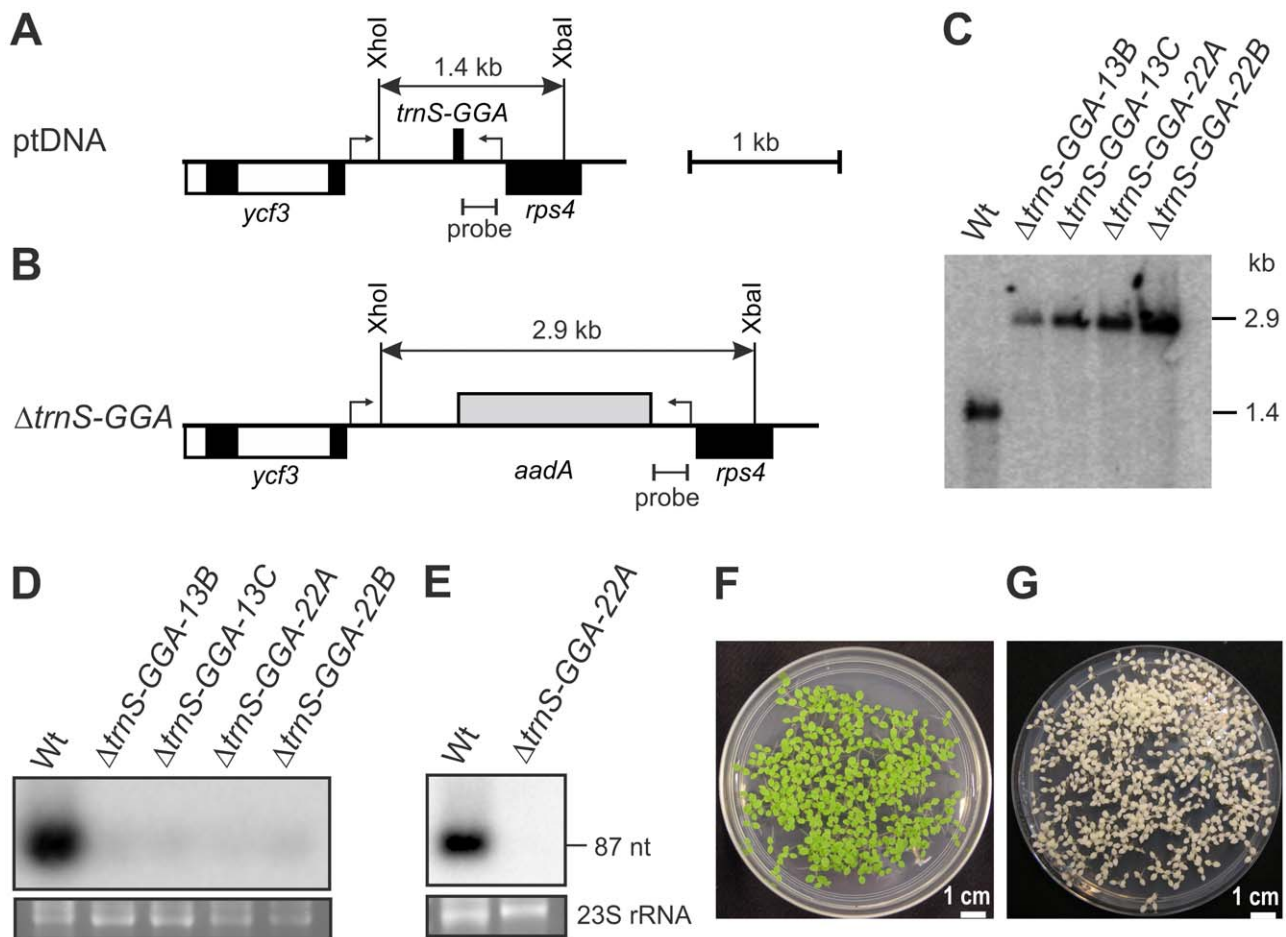 A
XhoI
XbaI
1.4 kb
trnS-GGA
ptDNA
ycf3
rps4
probe
1 kb
B
XhoI
XbaI
2.9 kb
ΔtrnS-GGA
ycf3
aadA
rps4
probe
C
Wt
ΔtrnS-GGA-13B
ΔtrnS-GGA-13C
ΔtrnS-GGA-22A
ΔtrnS-GGA-22B
kb
2.9
1.4
D
Wt
ΔtrnS-GGA-13B
ΔtrnS-GGA-13C
ΔtrnS-GGA-22A
ΔtrnS-GGA-22B
E
Wt
ΔtrnS-GGA-22A
87 nt
23S rRNA
F
1 cm
G
1 cm